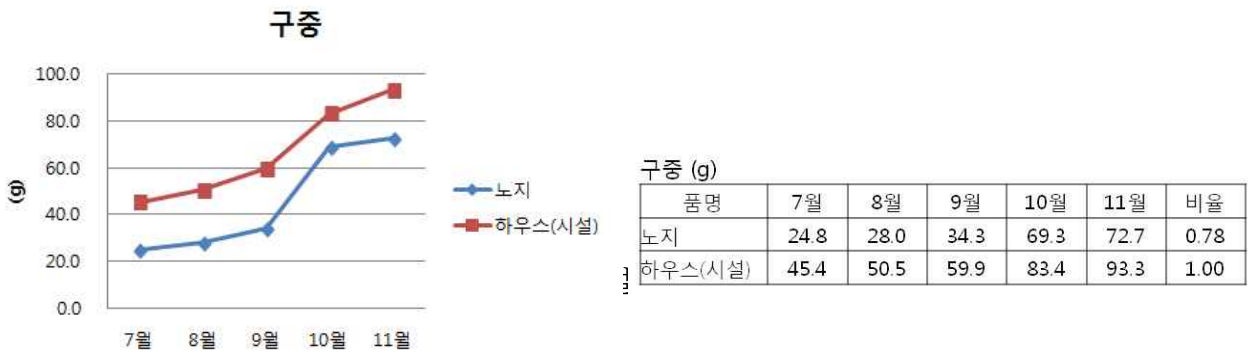 구중
100.0
80.0
60.0
40.0
20.0
0.0
(g)
7월 8월 9월 10월 11월
노지
하우스(시설)
구중 (g)
품명 7월 8월 9월 10월 11월 비율
노지 24.8 28.0 34.3 69.3 72.7 0.78
하우스(시설) 45.4 50.5 59.9 83.4 93.3 1.00